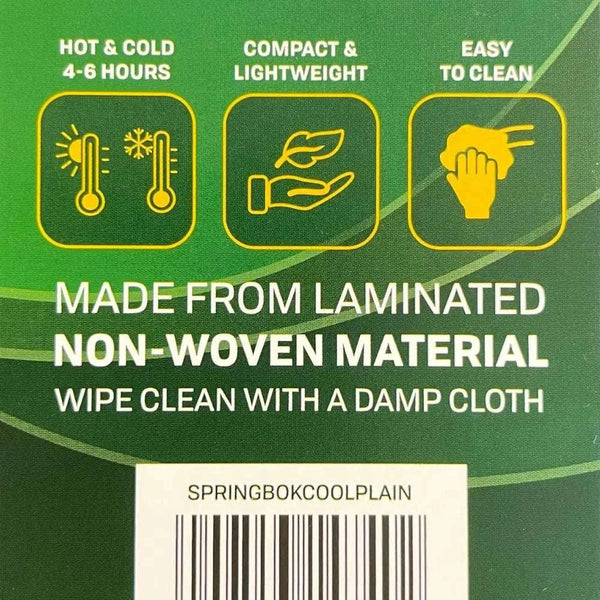 HOT & COLD
4-6 HOURS
COMPACT &
LIGHTWEIGHT
EASY
TO CLEAN
MADE FROM LAMINATED
NON-WOVEN MATERIAL
WIPE CLEAN WITH A DAMP CLOTH
SPRINGBOKCOOLPLAIN